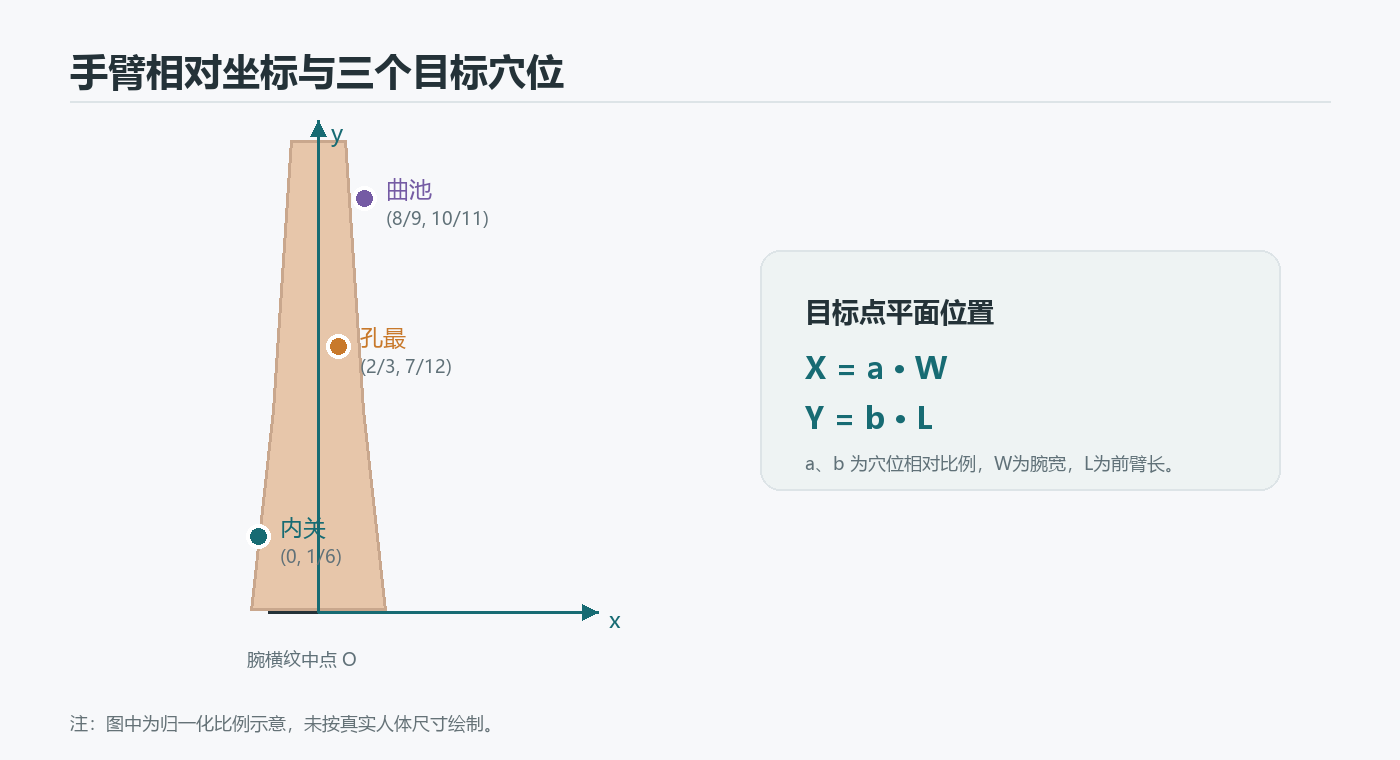 手臂相对坐标与三个目标穴位
y
曲池
(8/9, 10/11)
孔最
(2/3, 7/12)
内关
(0, 1/6)
x
腕横纹中点 O
目标点平面位置
X = a • W
Y = b • L
a、b 为穴位相对比例，W为腕宽，L为前臂长。
注：图中为归一化比例示意，未按真实人体尺寸绘制。